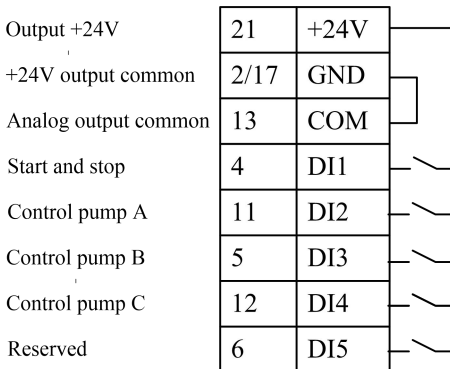 Output +24V 21 +24V
+24V output common 2/17 GND
Analog output common 13 COM
Start and stop 4 DI1
Control pump A 11 DI2
Control pump B 5 DI3
Control pump C 12 DI4
Reserved 6 DI5